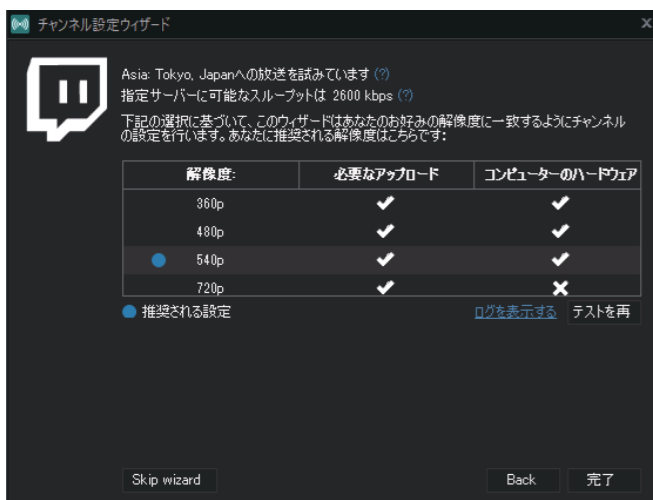 チャンネル設定ウィザード
x
Asia: Tokyo, Japanへの放送を試みています (?)
指定サーバーに可能なスループットは 2600 kbps (?)
下記の選択に基づいて、このウィザードはあなたのお好みの解像度に一致するようにチャンネル
の設定を行います。あなたに推奨される解像度はこちらです:
解像度: 必要なアップロード コンピューターのハードウェア
360p
480p
540p
720p
推奨される設定 ログを表示する テストを再
Skip wizard Back 完了